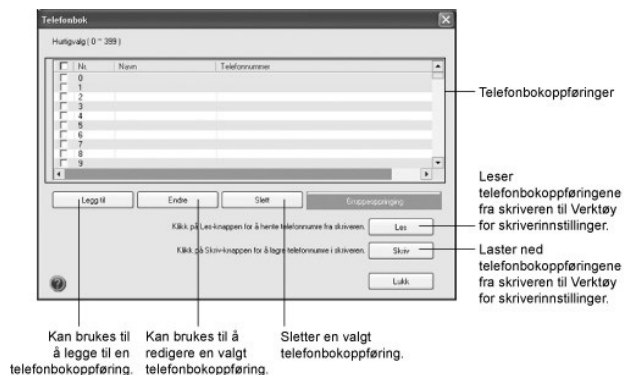 Telefonbok
Hurtigvalg ( 0 ~ 399 )
Nr. Navn Telefonnummer
0
1
2
3
4
5
6
7
8
9
Telefonbokoppføringer
Legg til Endre Slett Gruppeoppringing
Klikk på Les-knappen for å hente telefonnumre fra skriveren. Les
Klikk på Skriv-knappen for å lagre telefonnumre i skriveren. Skriv
Lukk
Leser
telefonbokoppføringene
fra skriveren til Verktøy
for skriverinnstillinger.
Laster ned
telefonbokoppføringene
fra skriveren til Verktøy
for skriverinnstillinger.
Kan brukes til
å legge til en
telefonbokoppføring.
Kan brukes til å
redigere en valgt
telefonbokoppføring.
Sletter en valgt
telefonbokoppføring.